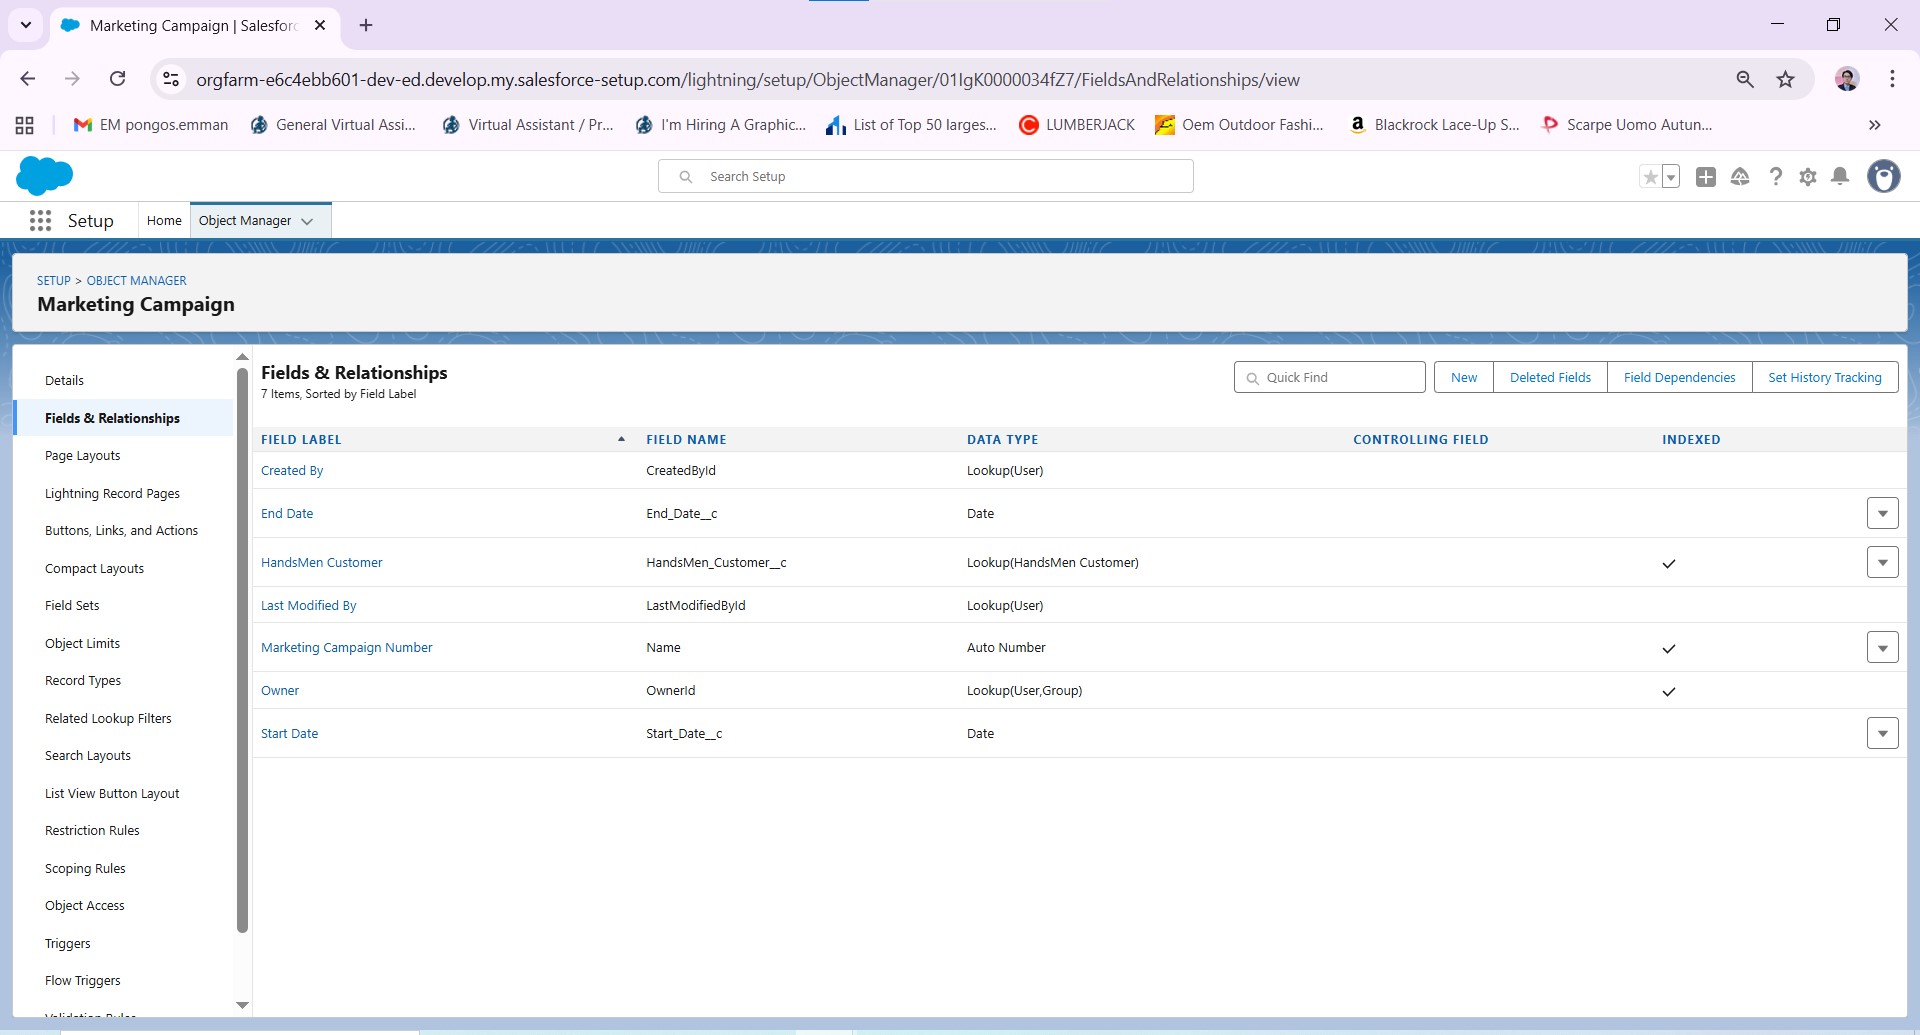 Marketing Campaign | Salesforc
orgfarm-e6c4ebb601-dev-ed.develop.my.salesforce-setup.com/lightning/setup/ObjectManager/01IgK0000034fZ7/FieldsAndRelationships/view
EM pongos.emman
General Virtual Assi...
Virtual Assistant / Pr...
I'm Hiring A Graphic...
List of Top 50 larges...
LUMBERJACK
Oem Outdoor Fashi...
Blackrock Lace-Up S...
Scarpe Uomo Autun...
Search Setup
Setup
Home
Object Manager
SETUP > OBJECT MANAGER
Marketing Campaign
Details
Fields & Relationships
Page Layouts
Lightning Record Pages
Buttons, Links, and Actions
Compact Layouts
Field Sets
Object Limits
Record Types
Related Lookup Filters
Search Layouts
List View Button Layout
Restriction Rules
Scoping Rules
Object Access
Triggers
Flow Triggers
Validation Rules
Fields & Relationships
7 Items, Sorted by Field Label
Quick Find
New
Deleted Fields
Field Dependencies
Set History Tracking
FIELD LABEL FIELD NAME DATA TYPE CONTROLLING FIELD INDEXED
Created By CreatedById Lookup(User)
End Date End_Date__c Date
HandsMen Customer HandsMen_Customer__c Lookup(HandsMen Customer)
Last Modified By LastModifiedById Lookup(User)
Marketing Campaign Number Name Auto Number
Owner OwnerId Lookup(User,Group)
Start Date Start_Date__c Date